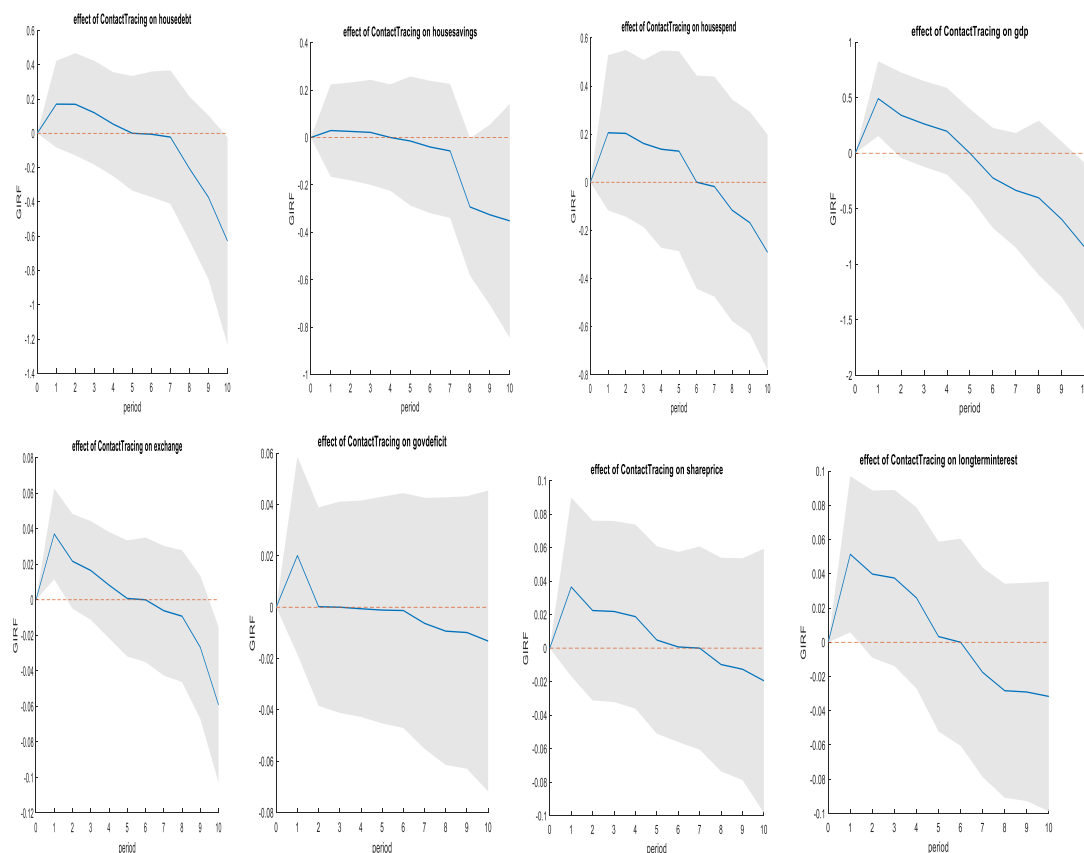 effect of ContactTracing on housedebt
0.6
0.4
0.2
0
-0.2
-0.4
-0.6
-0.8
-1
-1.2
-1.4
GIRF
0 1 2 3 4 5 6 7 8 9 10
period
effect of ContactTracing on housesavings
0.4
0.2
0
-0.2
-0.4
-0.6
-0.8
-1
GIRF
0 1 2 3 4 5 6 7 8 9 10
period
effect of ContactTracing on housespend
0.6
0.4
0.2
0
-0.2
-0.4
-0.6
-0.8
GIRF
0 1 2 3 4 5 6 7 8 9 10
period
effect of ContactTracing on gdp
1
0.5
0
-0.5
-1
-1.5
-2
GIRF
0 1 2 3 4 5 6 7 8 9 10
period
effect of ContactTracing on exchange
0.08
0.06
0.04
0.02
0
-0.02
-0.04
-0.06
-0.08
-0.1
-0.12
GIRF
0 1 2 3 4 5 6 7 8 9 10
period
effect of ContactTracing on govdeficit
0.06
0.04
0.02
0
-0.02
-0.04
-0.06
-0.08
GIRF
0 1 2 3 4 5 6 7 8 9 10
period
effect of ContactTracing on shareprice
0.1
0.08
0.06
0.04
0.02
0
-0.02
-0.04
-0.06
-0.08
-0.1
GIRF
0 1 2 3 4 5 6 7 8 9 10
period
effect of ContactTracing on longterminterest
0.1
0.08
0.06
0.04
0.02
0
-0.02
-0.04
-0.06
-0.08
-0.1
GIRF
0 1 2 3 4 5 6 7 8 9 10
period